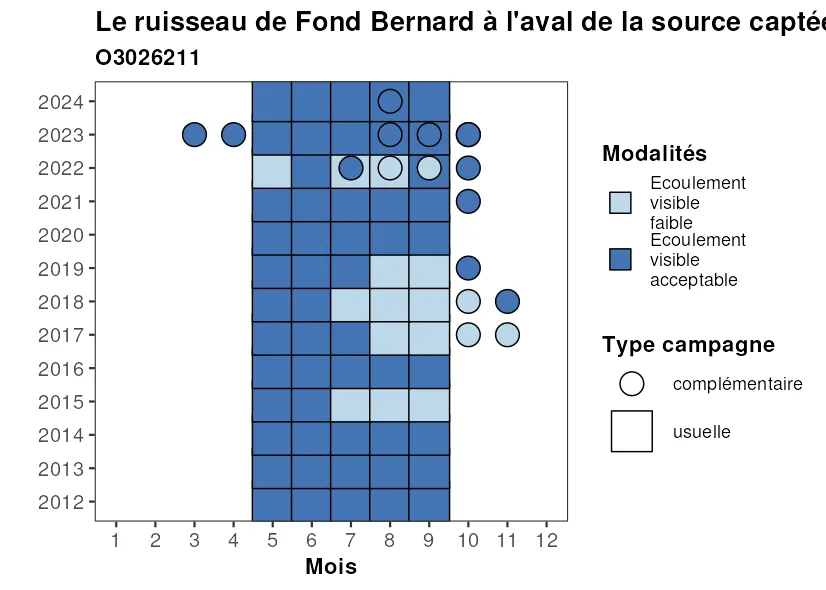 Le ruisseau de Fond Bernard à l'aval de la source captée
O3026211
2024
2023
2022
2021
2020
2019
2018
2017
2016
2015
2014
2013
2012
1 2 3 4 5 6 7 8 9 10 11 12
Mois
Modalités
Ecoulement
visible
faible
Ecoulement
visible
acceptable
Type campagne
complémentaire
usuelle